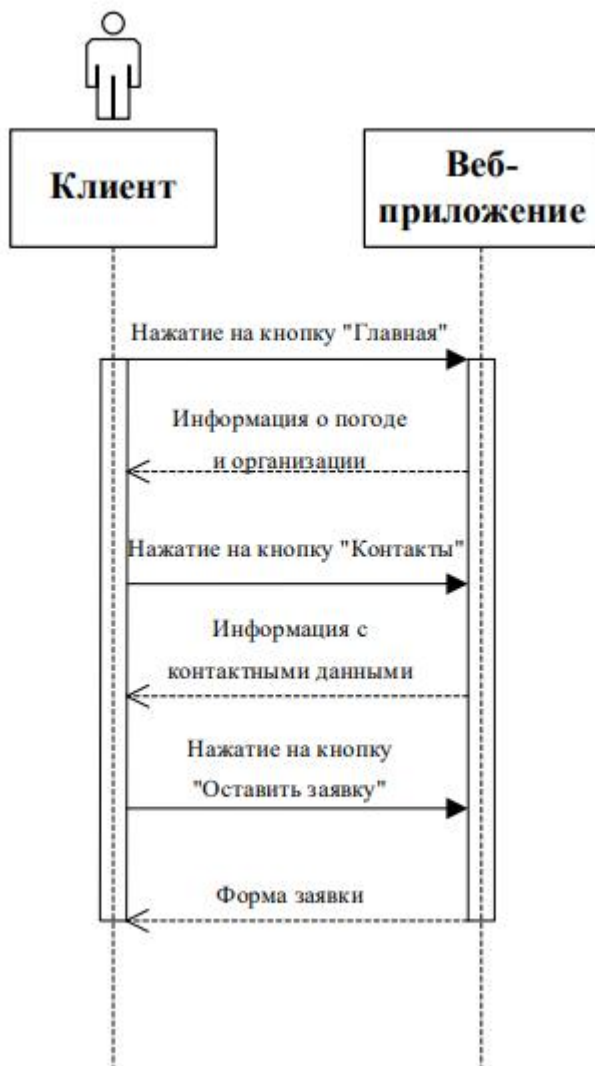 Клиент
Веб-
приложение
Нажатие на кнопку "Главная"
Информация о погоде
и организации
Нажатие на кнопку "Контакты"
Информация с
контактными данными
Нажатие на кнопку
"Оставить заявку"
Форма заявки